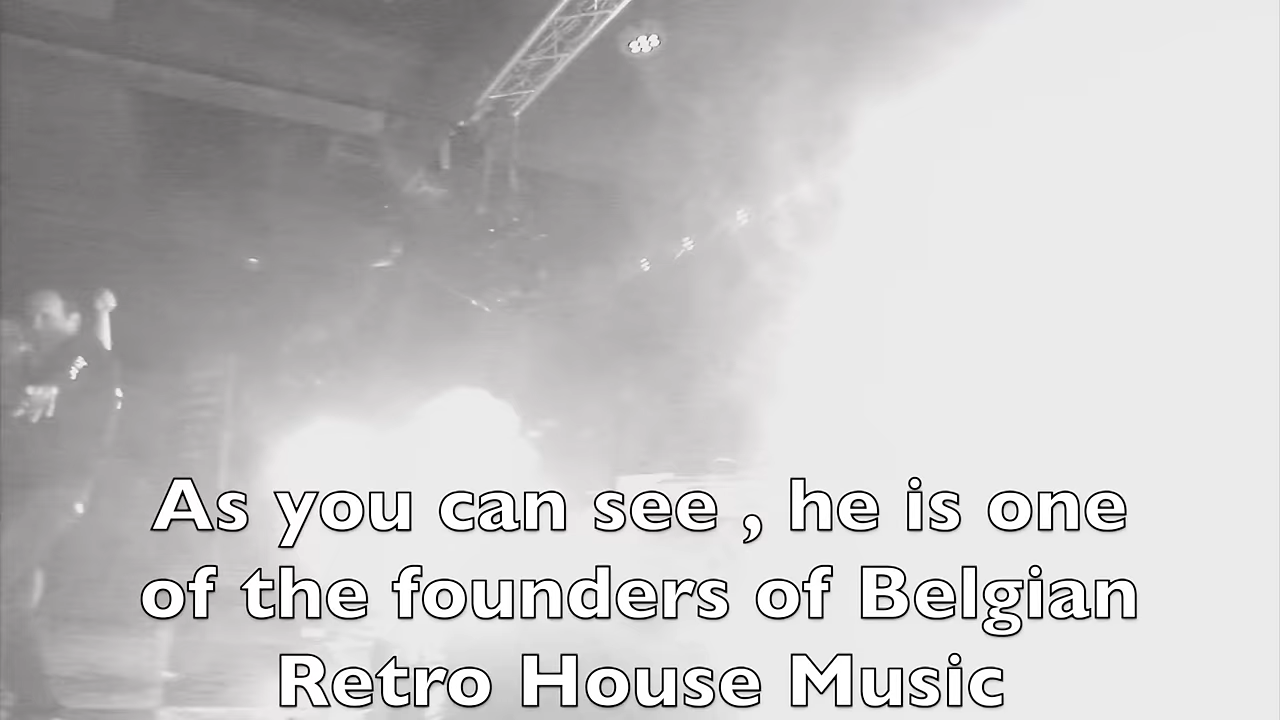 As you can see , he is one
of the founders of Belgian
Retro House Music